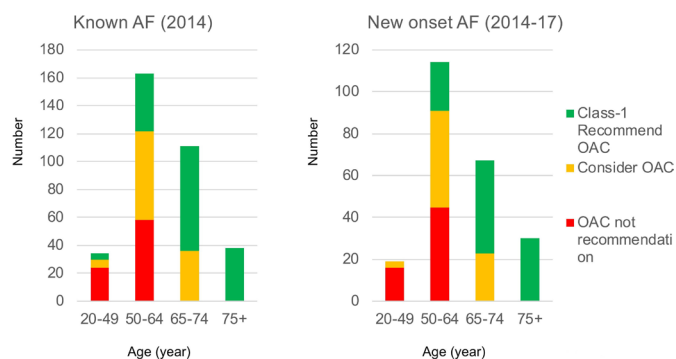 Known AF (2014)
180
160
140
120
100
80
60
40
20
0
Number
20-49 50-64 65-74 75+
Age (year)
New onset AF (2014-17)
120
100
80
60
40
20
0
Number
20-49 50-64 65-74 75+
Age (year)
Class-1
Recommend
OAC
Consider OAC
OAC not
recommendati
on